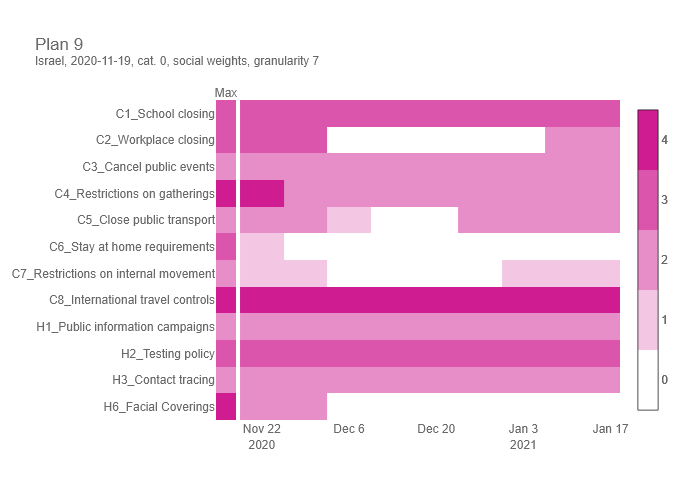 Plan 9
Israel, 2020-11-19, cat. 0, social weights, granularity 7
Max
C1_School closing
C2_Workplace closing
C3_Cancel public events
C4_Restrictions on gatherings
C5_Close public transport
C6_Stay at home requirements
C7_Restrictions on internal movement
C8_International travel controls
H1_Public information campaigns
H2_Testing policy
H3_Contact tracing
H6_Facial Coverings
Nov 22 Dec 6 Dec 20 Jan 3 Jan 17
2020 2021
4
3
2
1
0